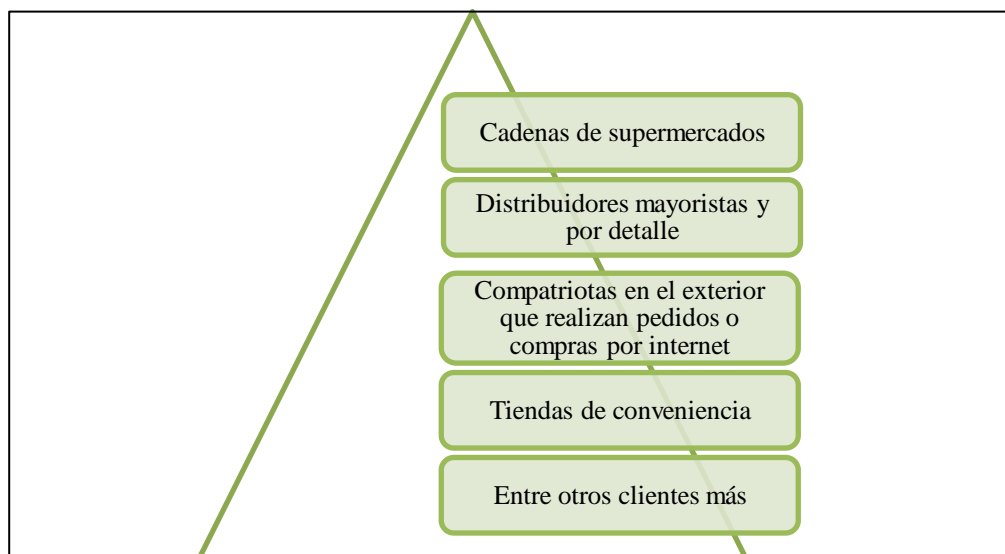 Cadenas de supermercados
Distribuidores mayoristas y
por detalle
Compatriotas en el exterior
que realizan pedidos o
compras por internet
Tiendas de conveniencia
Entre otros clientes más